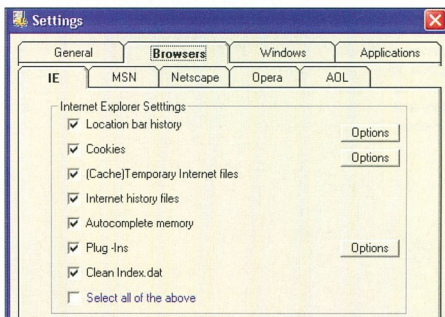 Settings
General Browsers Windows Applications
IE MSN Netscape Opera AOL
Internet Explorer Setttings
Location bar history Options
Cookies Options
(Cache)Temporary Internet files
Internet history files
Autocomplete memory
Plug -Ins Options
Clean Index.dat
Select all of the above